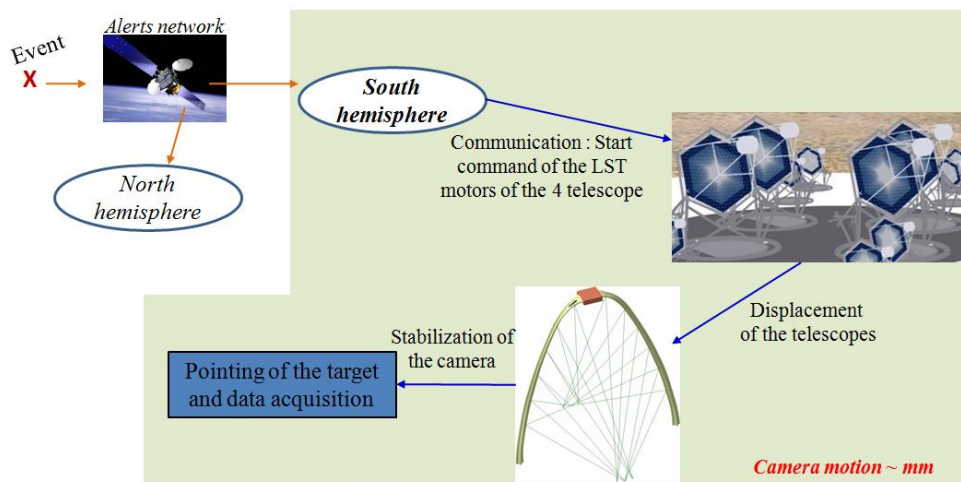 Alerts network
Event
X
South
hemisphere
North
hemisphere
Communication : Start
command of the LST
motors of the 4 telescope
Displacement
of the telescopes
Stabilization of
the camera
Pointing of the target
and data acquisition
Camera motion ~ mm